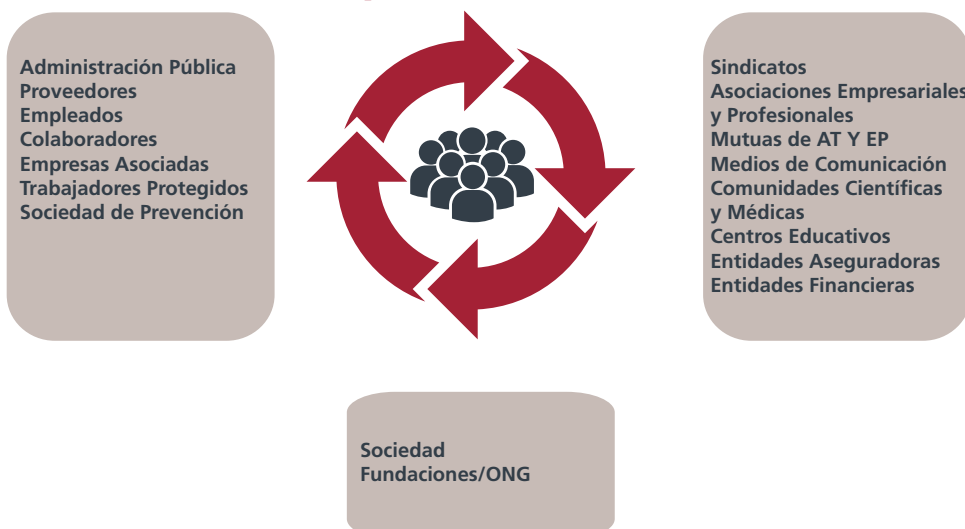 Administración Pública
Proveedores
Empleados
Colaboradores
Empresas Asociadas
Trabajadores Protegidos
Sociedad de Prevención
Sindicatos
Asociaciones Empresariales
y Profesionales
Mutuas de AT Y EP
Medios de Comunicación
Comunidades Científicas
y Médicas
Centros Educativos
Entidades Aseguradoras
Entidades Financieras
Sociedad
Fundaciones/ONG